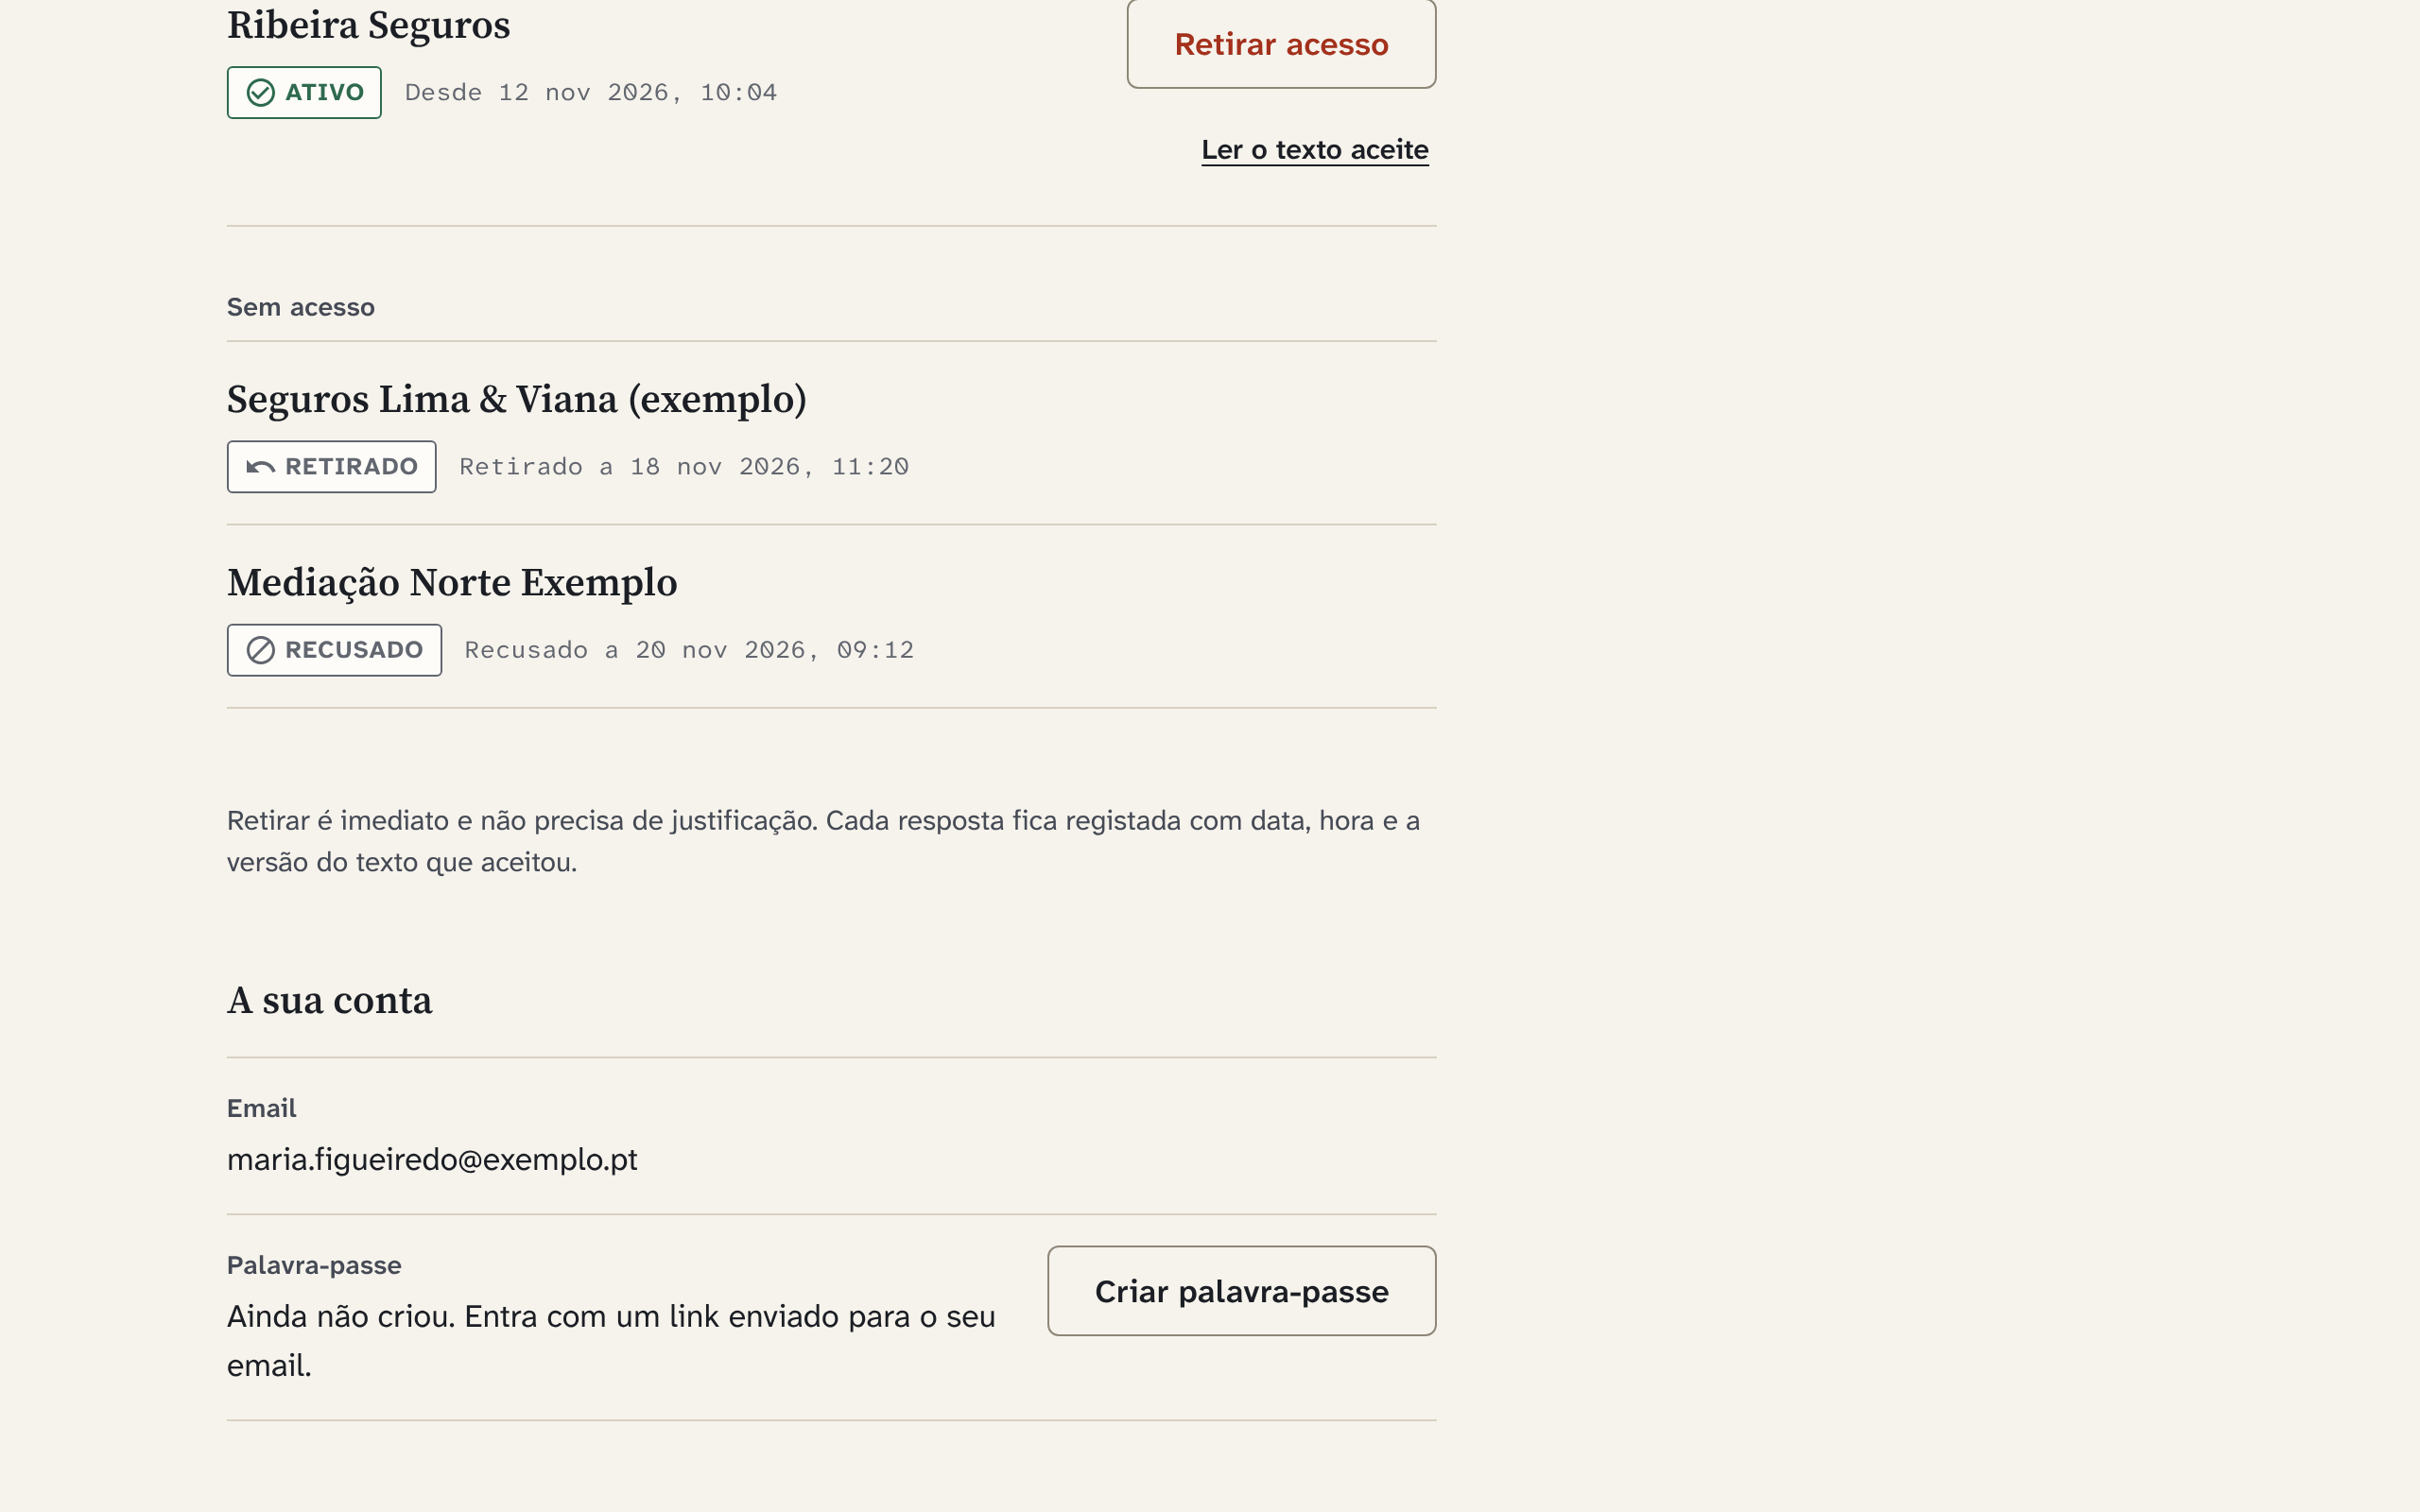 Ribeira Seguros
Retirar acesso
ATIVO
Desde 12 nov 2026, 10:04
Ler o texto aceite
Sem acesso
Seguros Lima & Viana (exemplo)
RETIRADO
Retirado a 18 nov 2026, 11:20
Mediação Norte Exemplo
RECUSADO
Recusado a 20 nov 2026, 09:12
Retirar é imediato e não precisa de justificação. Cada resposta fica registada com data, hora e a
versão do texto que aceitou.
A sua conta
Email
maria.figueiredo@exemplo.pt
Palavra-passe
Ainda não criou. Entra com um link enviado para o seu
email.
Criar palavra-passe